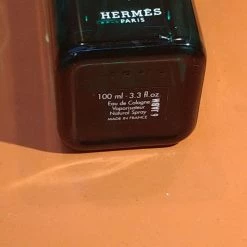 HERMÈS
PARIS
100 ml - 3.3 fl.oz
Eau de Cologne
Vaporisateur
Natural Spray
MADE IN FRANCE